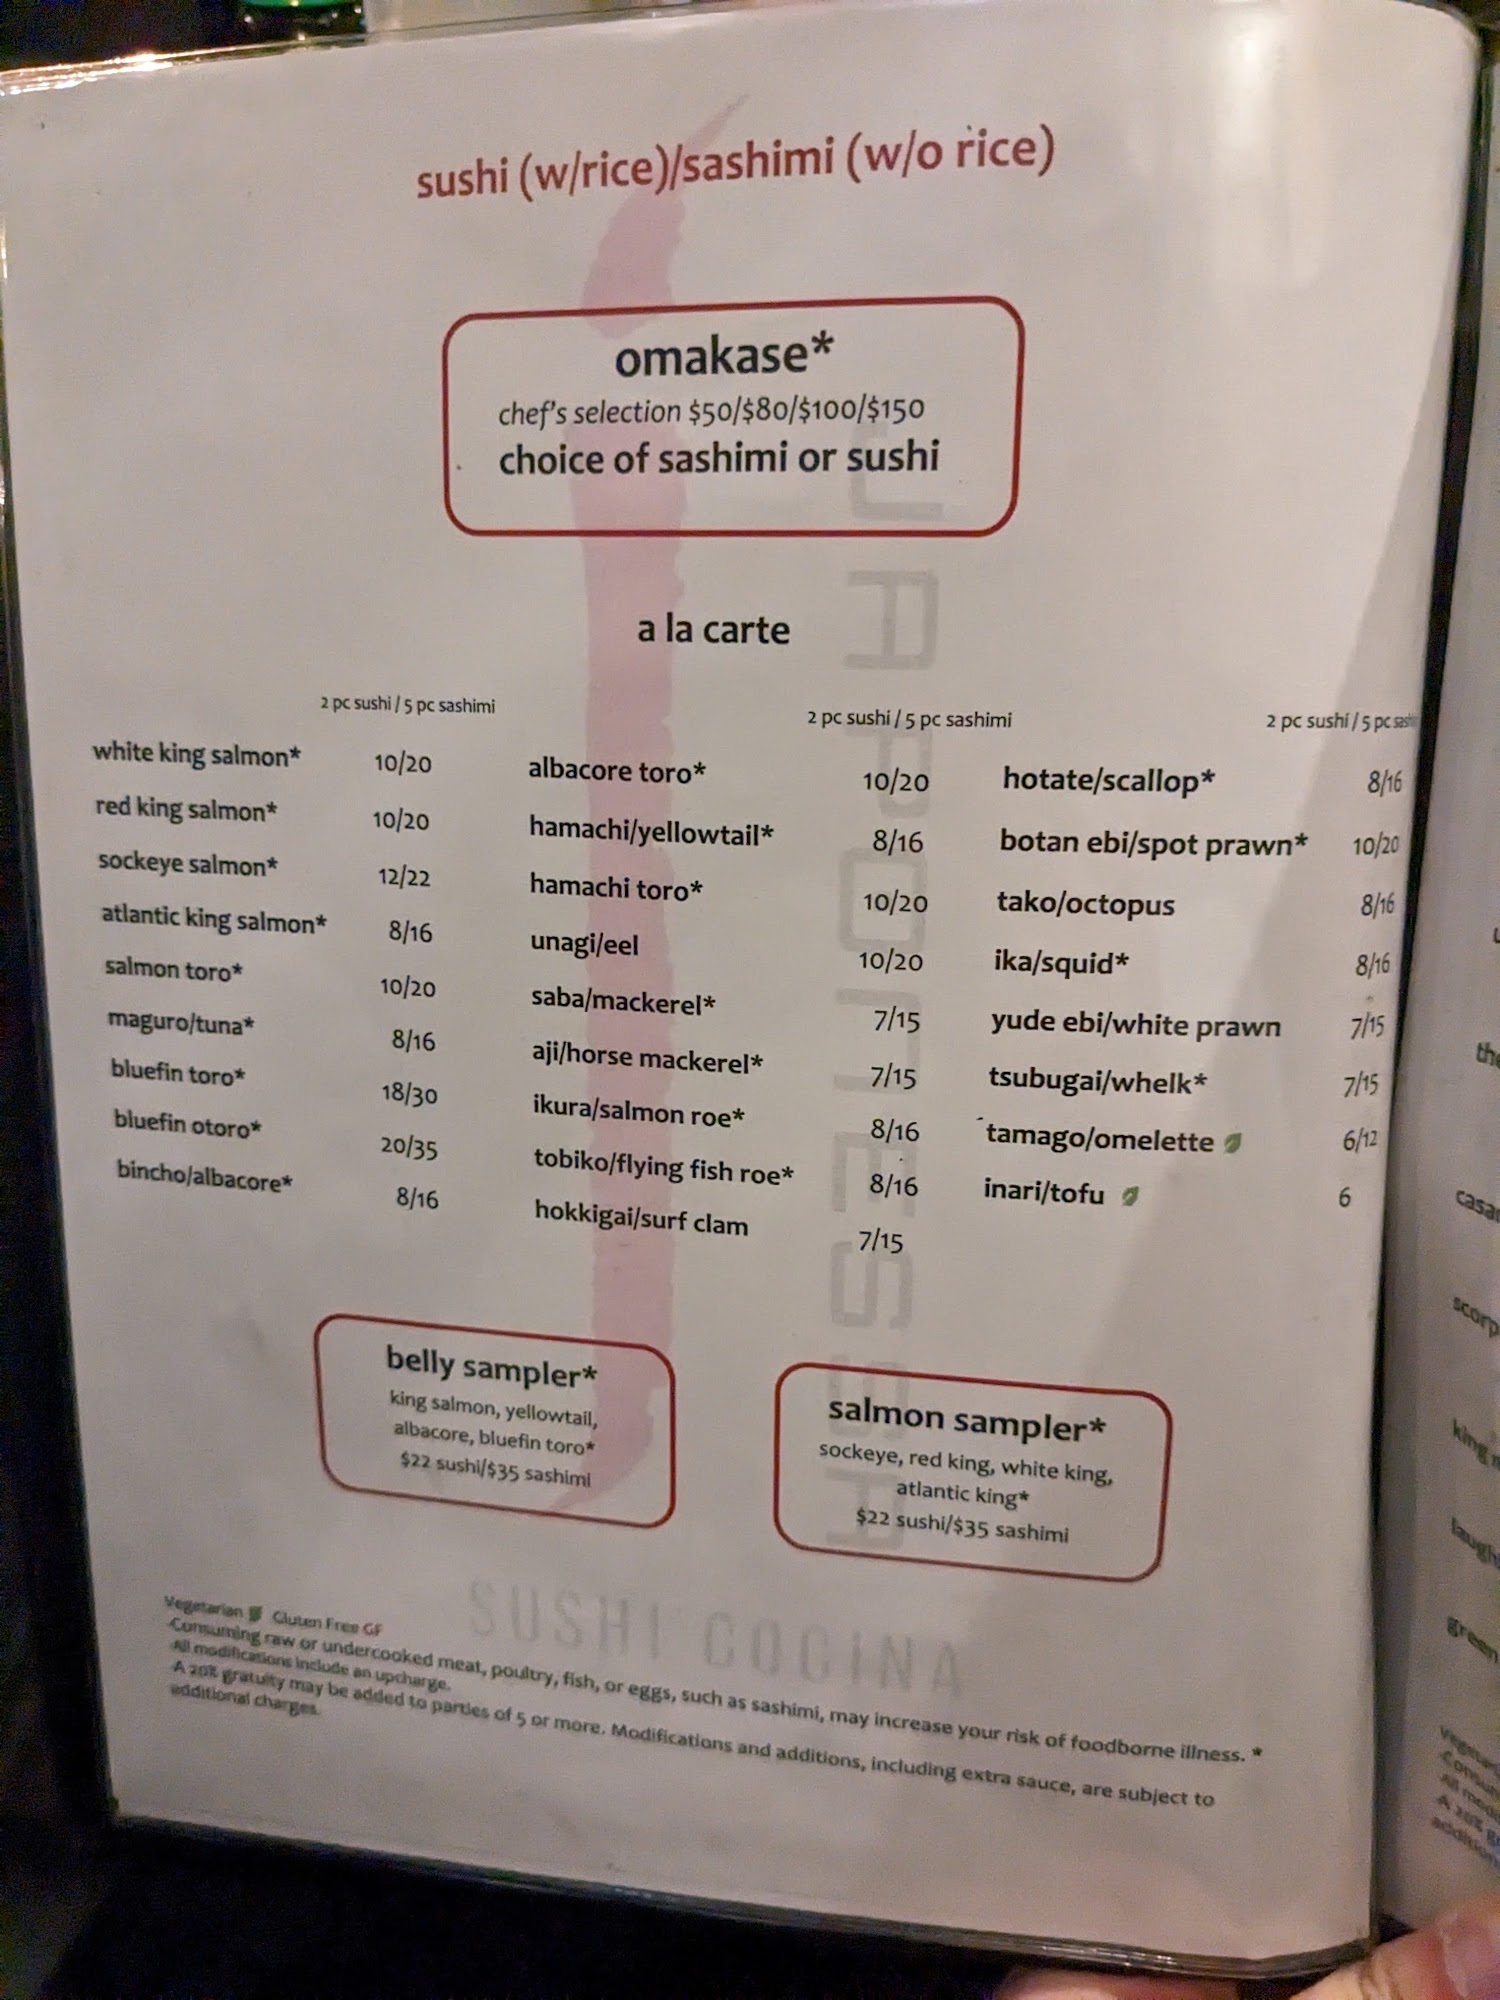 sushi (w/rice)/sashimi (w/o rice)
omakase*
chef's selection $50/$80/$100/$150
choice of sashimi or sushi
a la carte
2 pc sushi / 5 pc sashimi
white king salmon* 10/20
red king salmon* 10/20
sockeye salmon* 12/22
atlantic king salmon* 8/16
salmon toro* 10/20
maguro/tuna* 8/16
bluefin toro* 18/30
bluefin otoro* 20/35
bincho/albacore* 8/16
2 pc sushi / 5 pc sashimi
albacore toro* 10/20
hamachi/yellowtail* 8/16
hamachi toro* 10/20
unagi/eel 10/20
saba/mackerel* 7/15
aji/horse mackerel* 7/15
ikura/salmon roe* 8/16
tobiko/flying fish roe* 8/16
hokkigai/surf clam 7/15
2 pc sushi / 5 pc sashi
hotate/scallop* 8/16
botan ebi/spot prawn* 10/20
tako/octopus 8/16
ika/squid* 8/16
yude ebi/white prawn 7/15
tsubugai/whelk* 7/15
tamago/omelette 6/12
inari/tofu 6
belly sampler*
king salmon, yellowtail,
albacore, bluefin toro*
$22 sushi/$35 sashimi
salmon sampler*
sockeye, red king, white king,
atlantic king*
$22 sushi/$35 sashimi
JAPONESSA
SUSHI COCINA
Vegetarian Gluten Free GF
-Consuming raw or undercooked meat, poultry, fish, or eggs, such as sashimi, may increase your risk of foodborne illness. *
-All modifications include an upcharge.
-A 20% gratuity may be added to parties of 5 or more. Modifications and additions, including extra sauce, are subject to
additional charges.